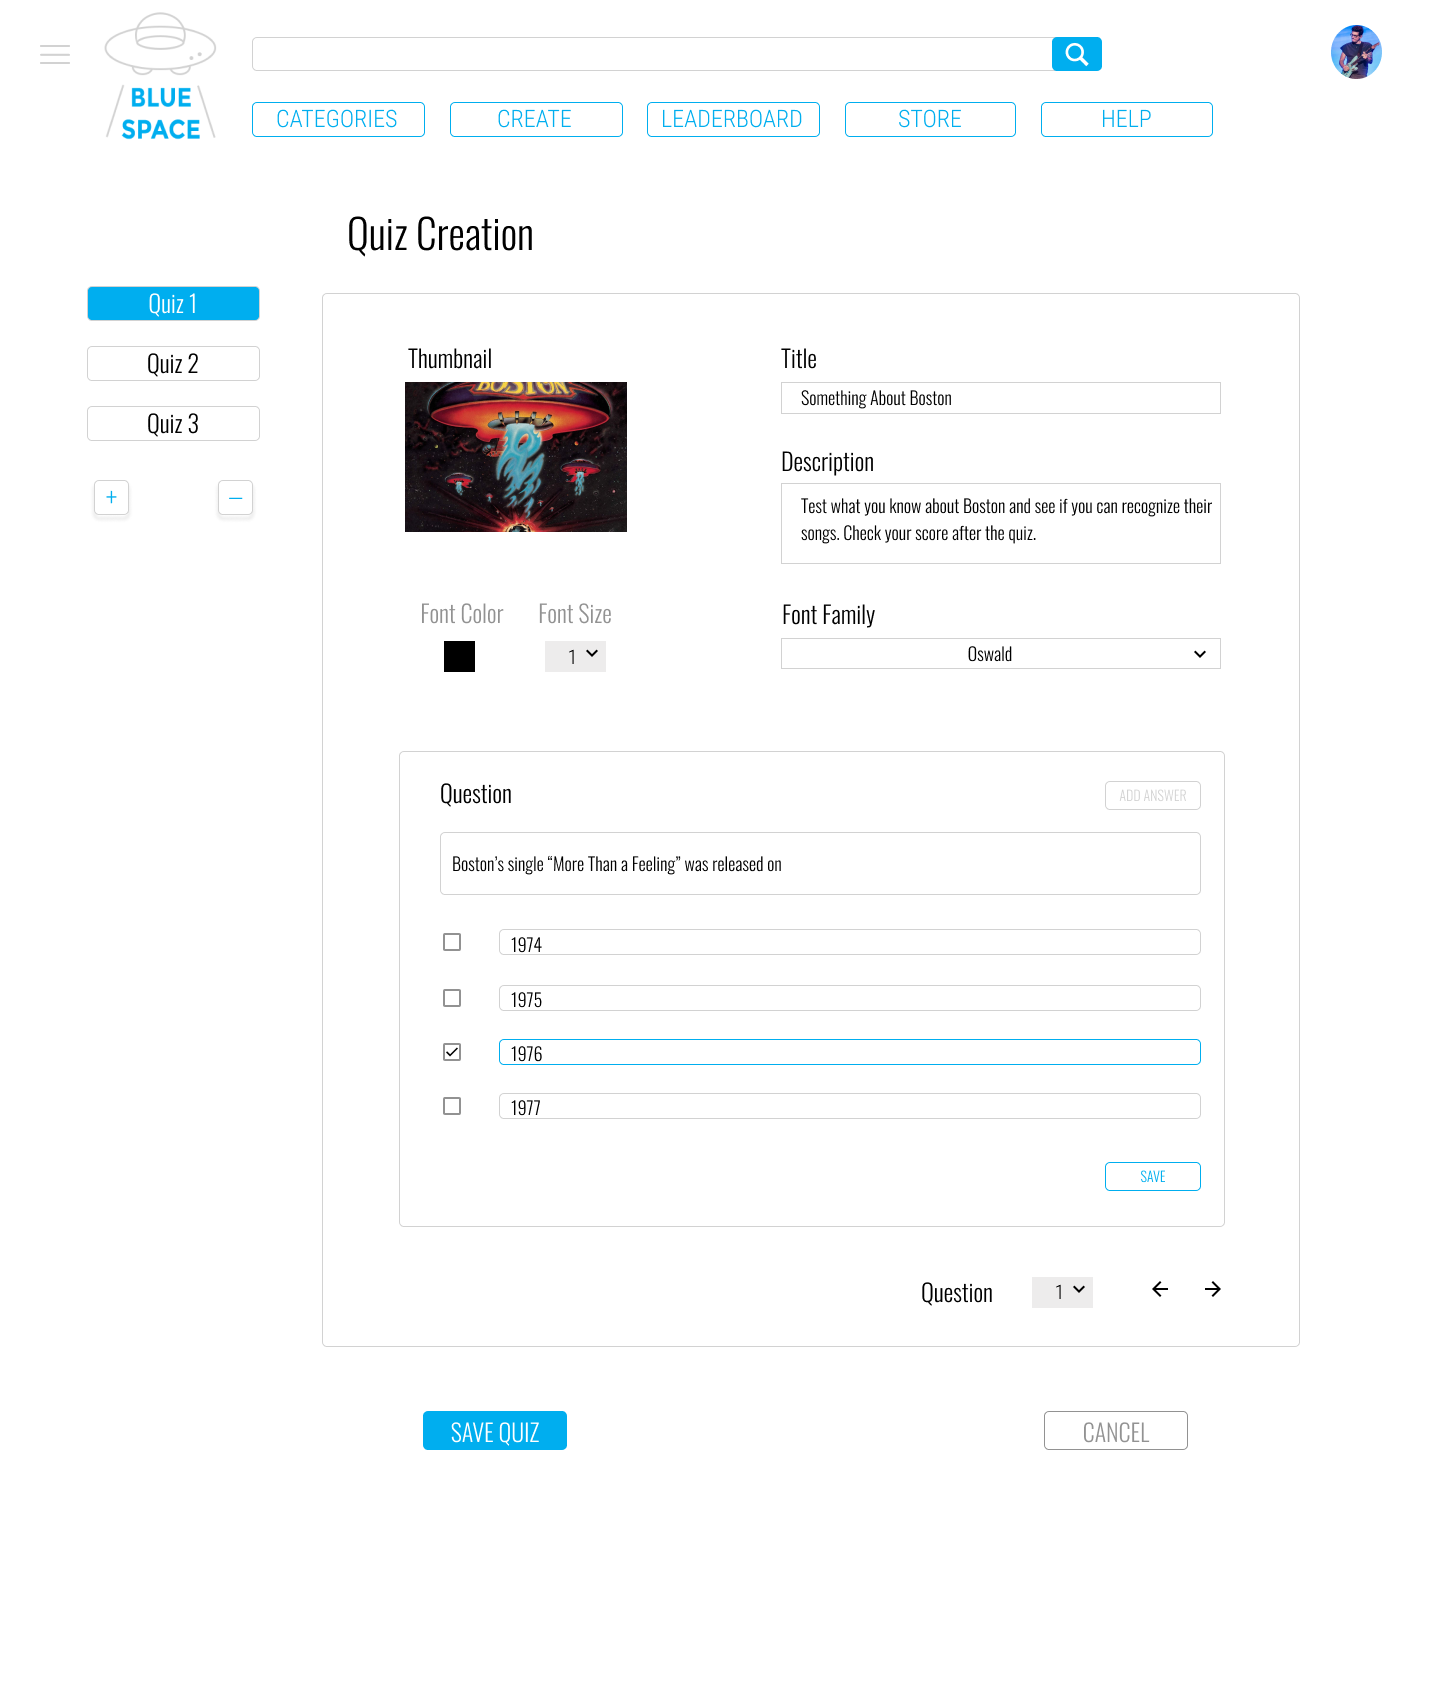 BLUE
SPACE
CATEGORIES
CREATE
LEADERBOARD
STORE
HELP
Quiz Creation
Quiz 1
Quiz 2
Quiz 3
+
–
Thumbnail
BOSTON
Title
Something About Boston
Description
Test what you know about Boston and see if you can recognize their
songs. Check your score after the quiz.
Font Color
Font Size
1
Font Family
Oswald
Question
ADD ANSWER
Boston’s single “More Than a Feeling” was released on
1974
1975
1976
1977
SAVE
Question
1
SAVE QUIZ
CANCEL